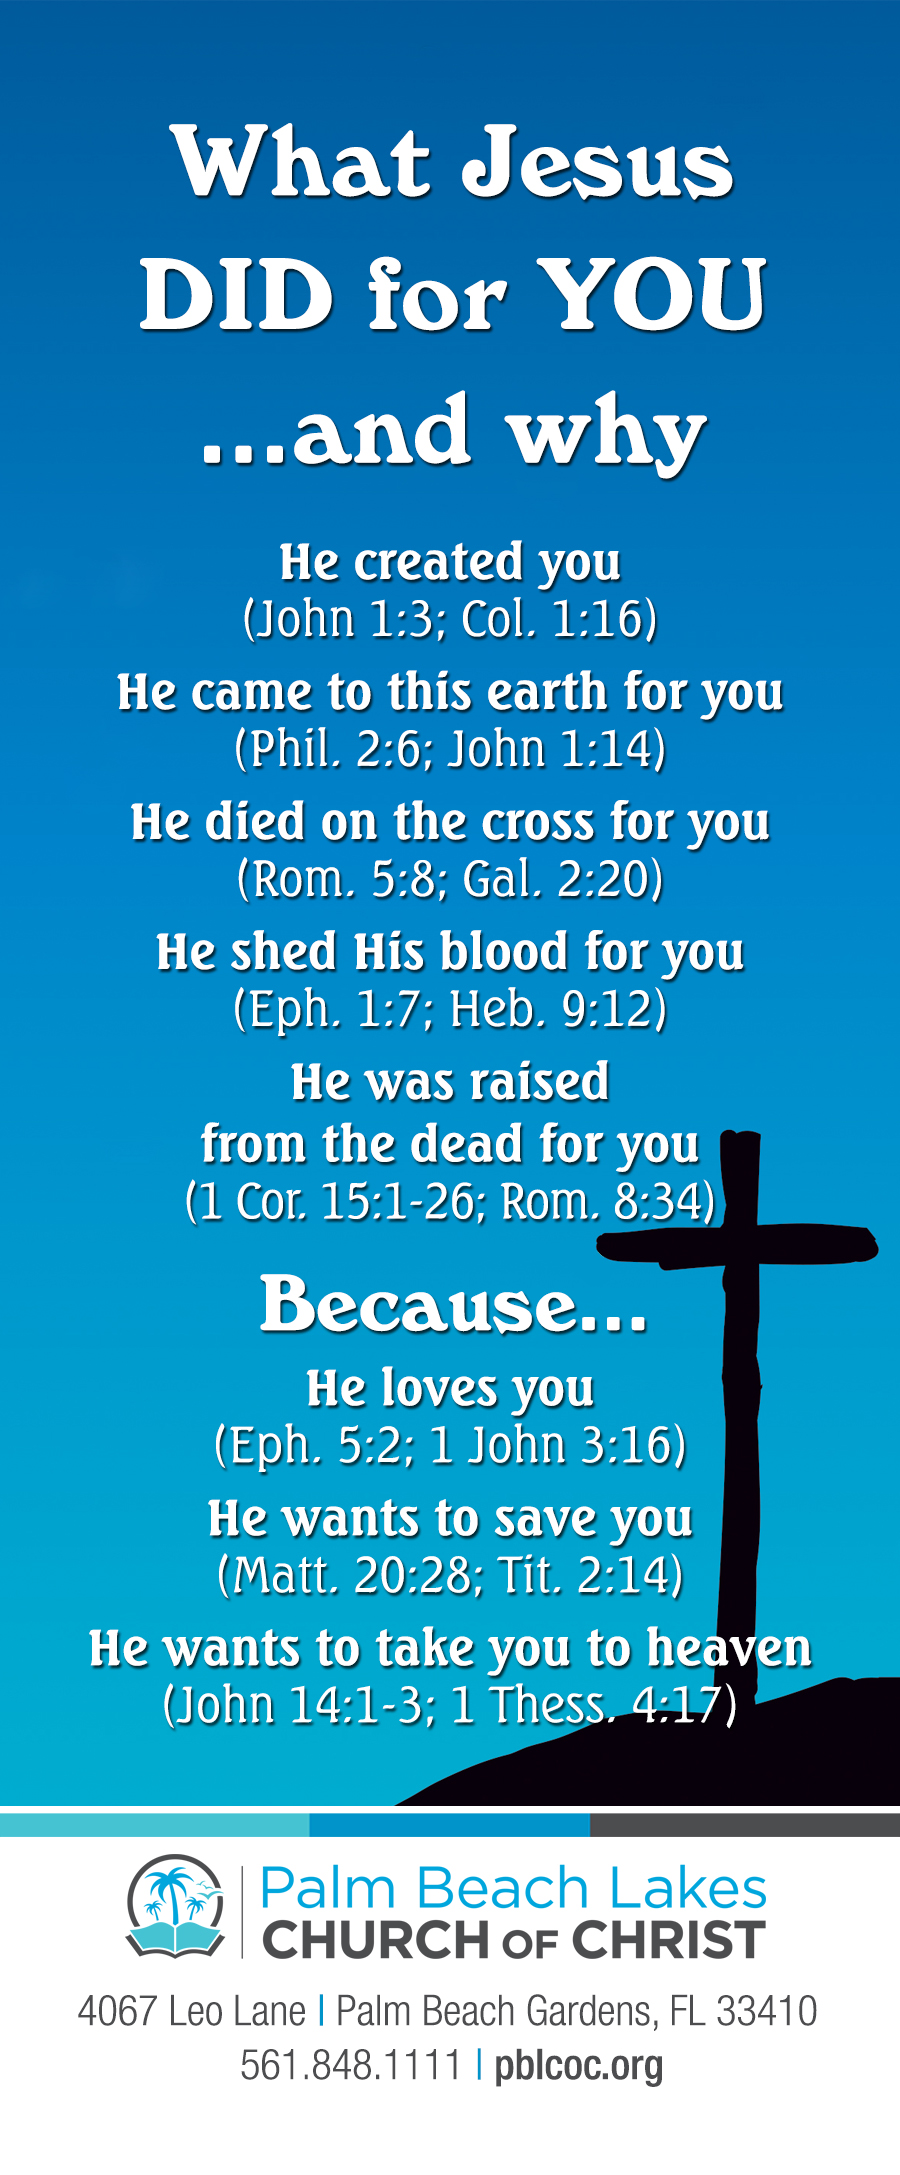 What Jesus
DID for YOU
...and why
He created you
(John 1:3; Col. 1:16)
He came to this earth for you
(Phil. 2:6; John 1:14)
He died on the cross for you
(Rom. 5:8; Gal. 2:20)
He shed His blood for you
(Eph. 1:7; Heb. 9:12)
He was raised
from the dead for you
(1 Cor. 15:1-26; Rom. 8:34)
Because...
He loves you
(Eph. 5:2; 1 John 3:16)
He wants to save you
(Matt. 20:28; Tit. 2:14)
He wants to take you to heaven
(John 14:1-3; 1 Thess. 4:17)
Palm Beach Lakes
CHURCH OF CHRIST
4067 Leo Lane | Palm Beach Gardens, FL 33410
561.848.1111 | pblcoc.org